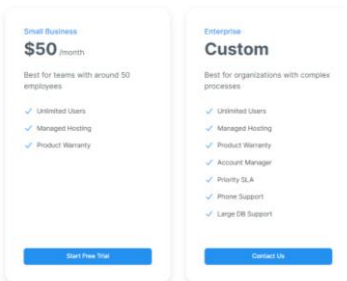 Small Business
$50 /month
Best for teams with around 50
employees
Unlimited Users
Managed Hosting
Product Warranty
Start Free Trial
Enterprise
Custom
Best for organizations with complex
processes
Unlimited Users
Managed Hosting
Product Warranty
Account Manager
Priority SLA
Phone Support
Large DB Support
Contact Us